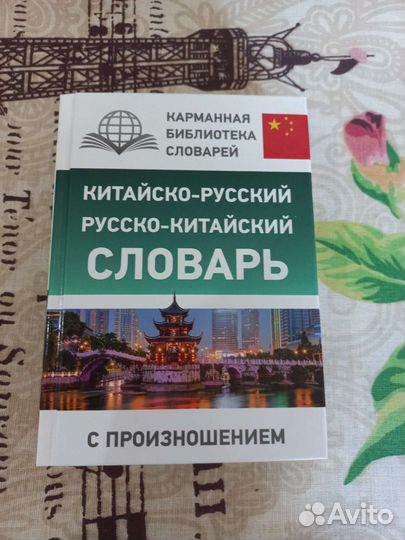 КАРМАННАЯ
БИБЛИОТЕКА
СЛОВАРЕЙ
КИТАЙСКО-РУССКИЙ
РУССКО-КИТАЙСКИЙ
СЛОВАРЬ
С ПРОИЗНОШЕНИЕМ
Avito